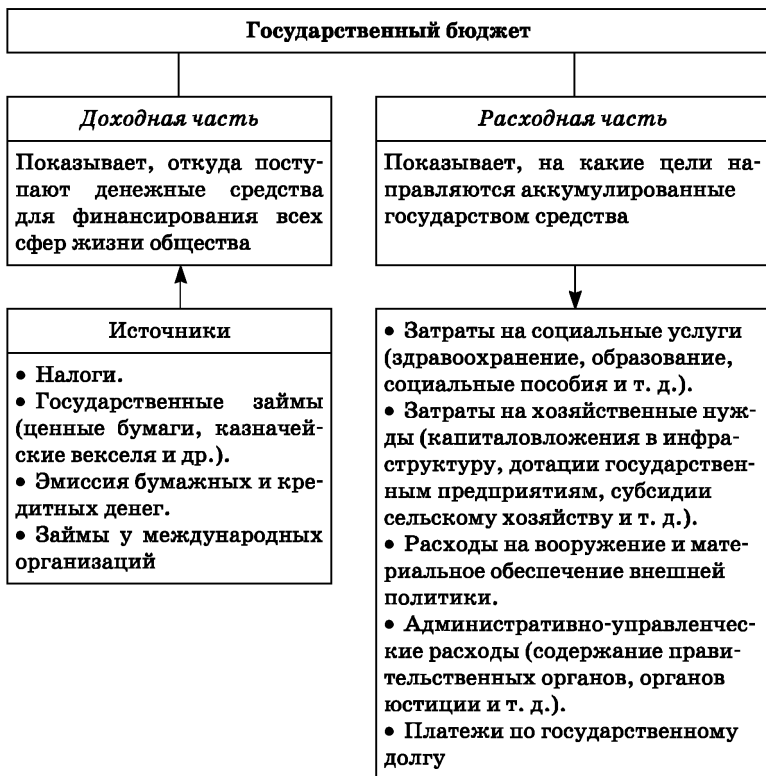 Государственный бюджет
Доходная часть
Показывает, откуда посту-
пают денежные средства
для финансирования всех
сфер жизни общества
Источники
• Налоги.
• Государственные займы
(ценные бумаги, казначей-
ские векселя и др.).
• Эмиссия бумажных и кре-
дитных денег.
• Займы у международных
организаций
Расходная часть
Показывает, на какие цели на-
правляются аккумулированные
государством средства
• Затраты на социальные услуги
(здравоохранение, образование,
социальные пособия и т. д.).
• Затраты на хозяйственные нуж-
ды (капиталовложения в инфра-
структуру, дотации государствен-
ным предприятиям, субсидии
сельскому хозяйству и т. д.).
• Расходы на вооружение и мате-
риальное обеспечение внешней
политики.
• Административно-управленчес-
кие расходы (содержание прави-
тельственных органов, органов
юстиции и т. д.).
• Платежи по государственному
долгу